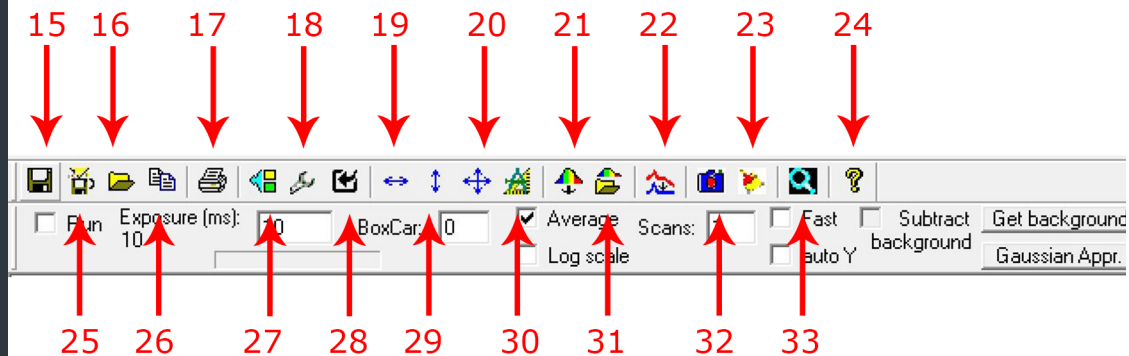 15 16 17 18 19 20 21 22 23 24
Run Exposure (ms): 10 BoxCar: 0 Average Scans: Fast Subtract Get background
10 background
Log scale auto Y Gaussian Appr.
25 26 27 28 29 30 31 32 33